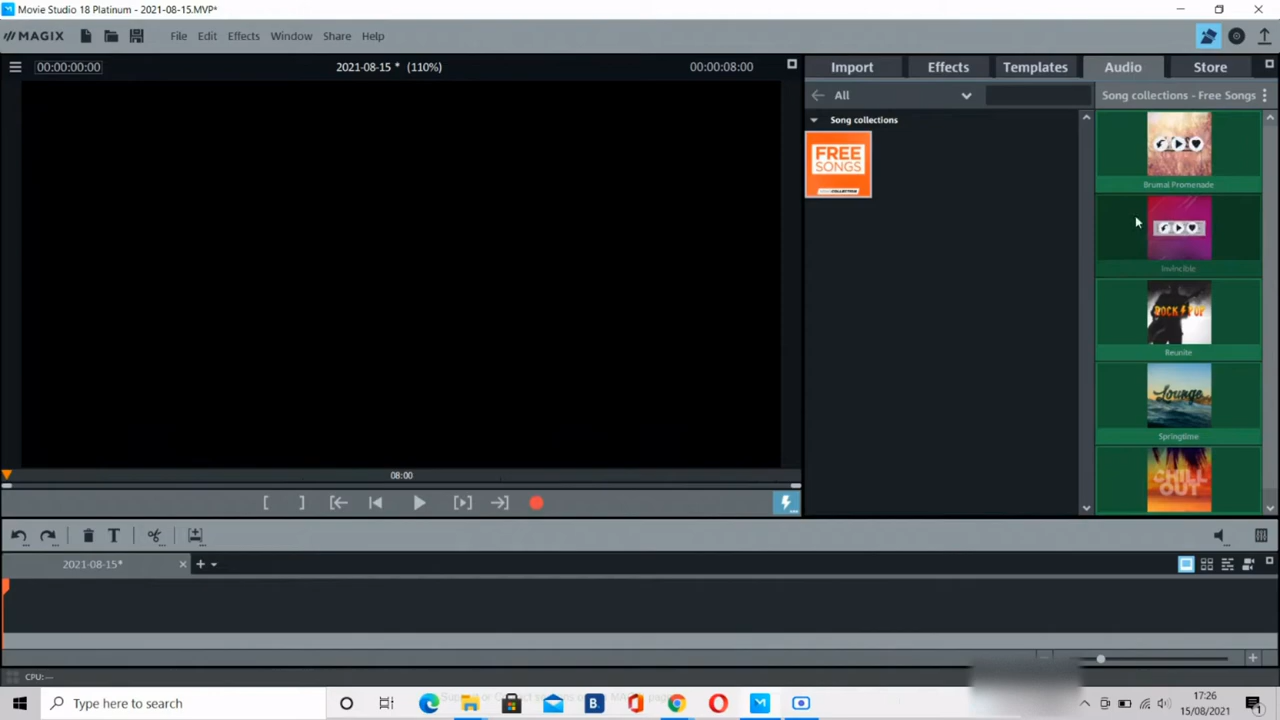 Movie Studio 18 Platinum - 2021-08-15.MVP*
MAGIX
File
Edit
Effects
Window
Share
Help
00:00:00:00
2021-08-15 * (110%)
00:00:08:00
Import
Effects
Templates
Audio
Store
All
Song collections - Free Songs
Song collections
FREE
SONGS
Brumal Promenade
Invincible
ROCK POP
Reunite
Lounge
Springtime
CHILL
OUT
08:00
2021-08-15*
CPU:---
Type here to search
17:26
15/08/2021